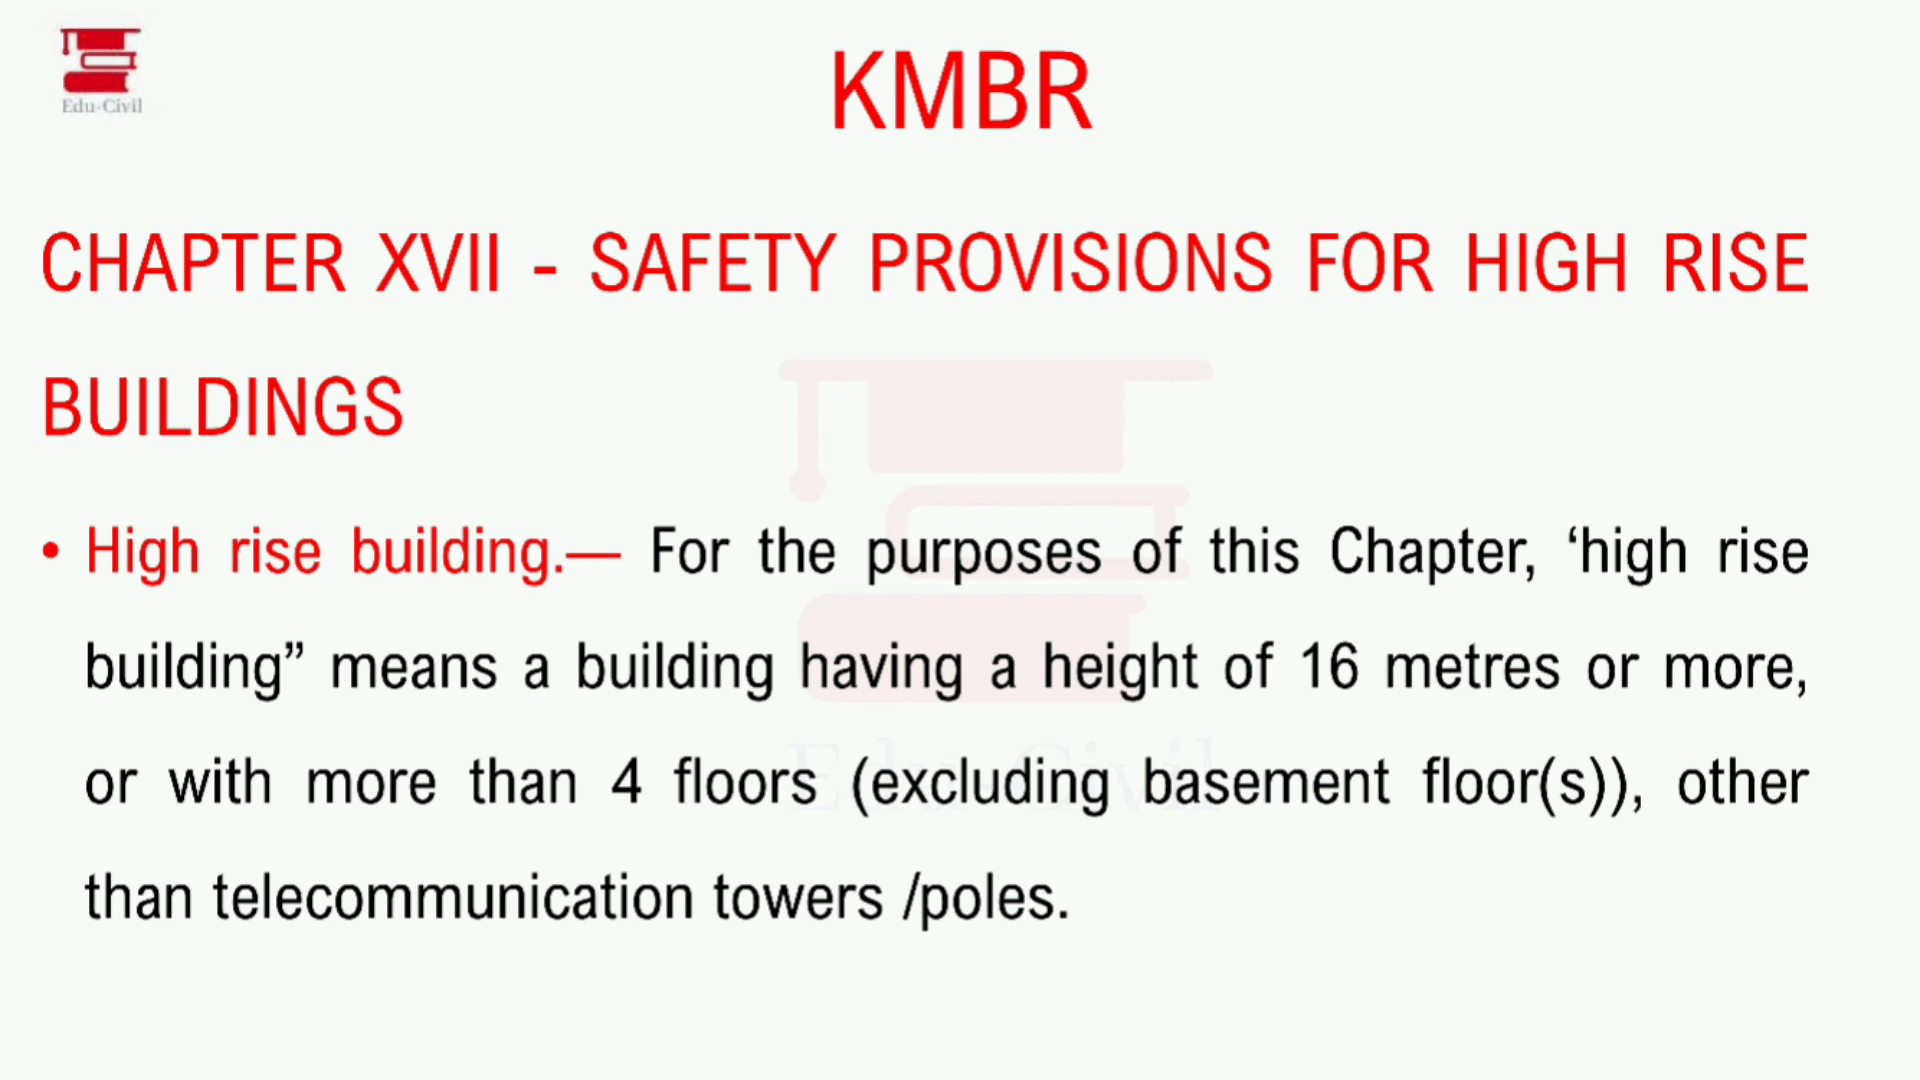 Edu-Civil
KMBR
CHAPTER XVII - SAFETY PROVISIONS FOR HIGH RISE
BUILDINGS
• High rise building.— For the purposes of this Chapter, ‘high rise
building” means a building having a height of 16 metres or more,
or with more than 4 floors (excluding basement floor(s)), other
than telecommunication towers /poles.
Edu-Civil